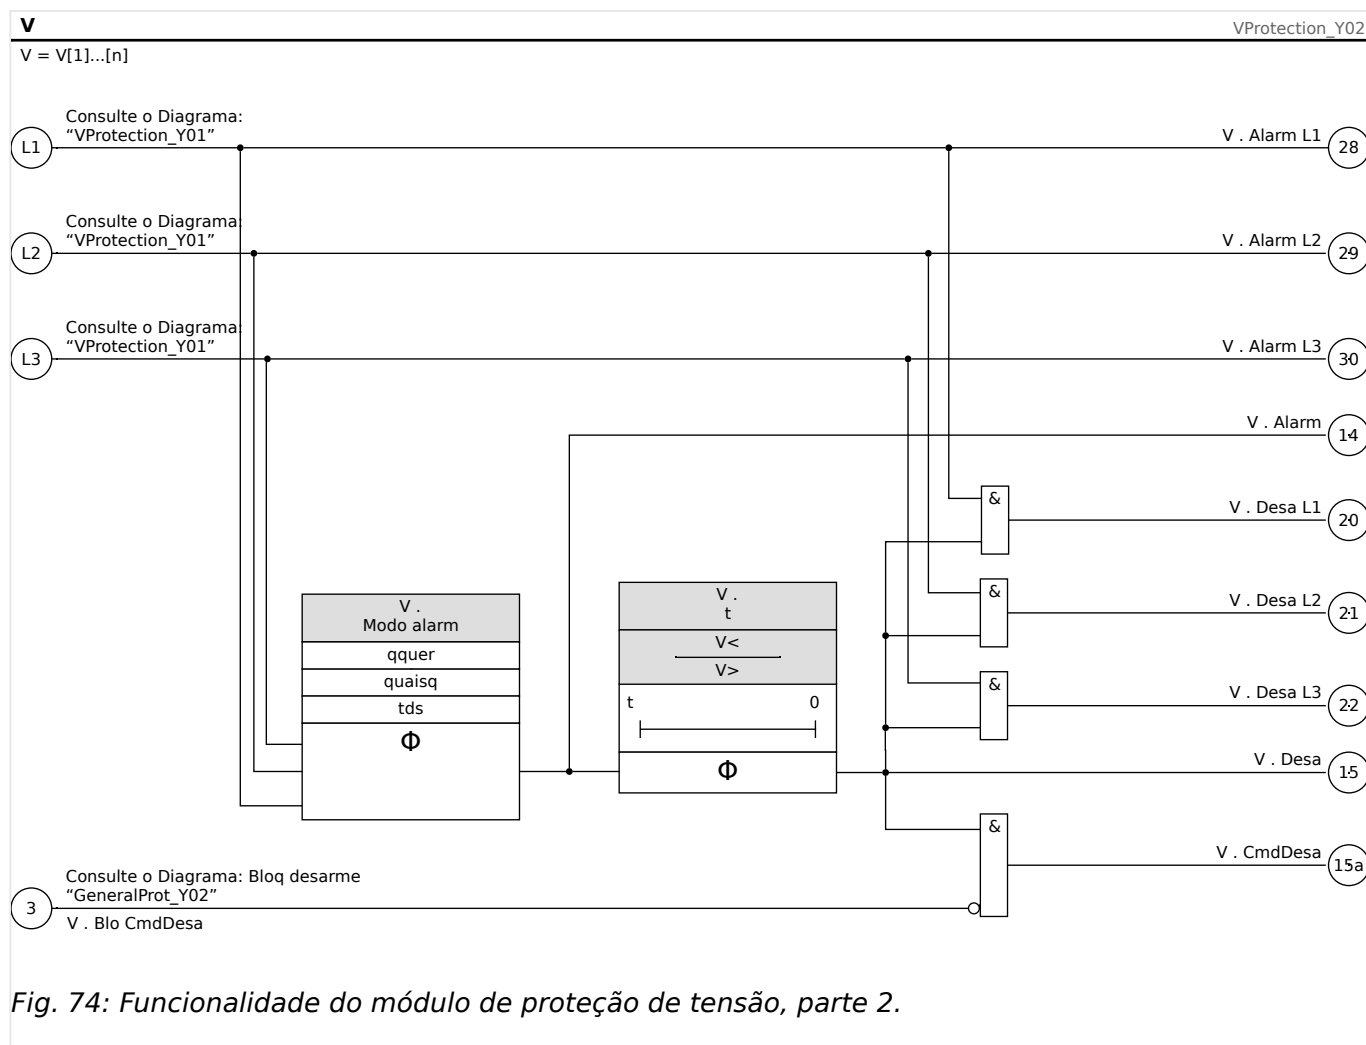 V
VProtection_Y02
V = V[1]...[n]
Consulte o Diagrama:
“VProtection_Y01”
L1
V . Alarm L1
28
Consulte o Diagrama:
“VProtection_Y01”
L2
V . Alarm L2
29
Consulte o Diagrama:
“VProtection_Y01”
L3
V . Alarm L3
30
V . Alarm
14
&
V . Desa L1
20
&
V . Desa L2
21
&
V . Desa L3
22
V .
Modo alarm
qquer
quaisq
tds
Φ
V .
t
V<
V>
t 0
Φ
V . Desa
15
&
V . CmdDesa
15a
Consulte o Diagrama: Bloq desarme
“GeneralProt_Y02”
3
V . Blo CmdDesa
Fig. 74: Funcionalidade do módulo de proteção de tensão, parte 2.